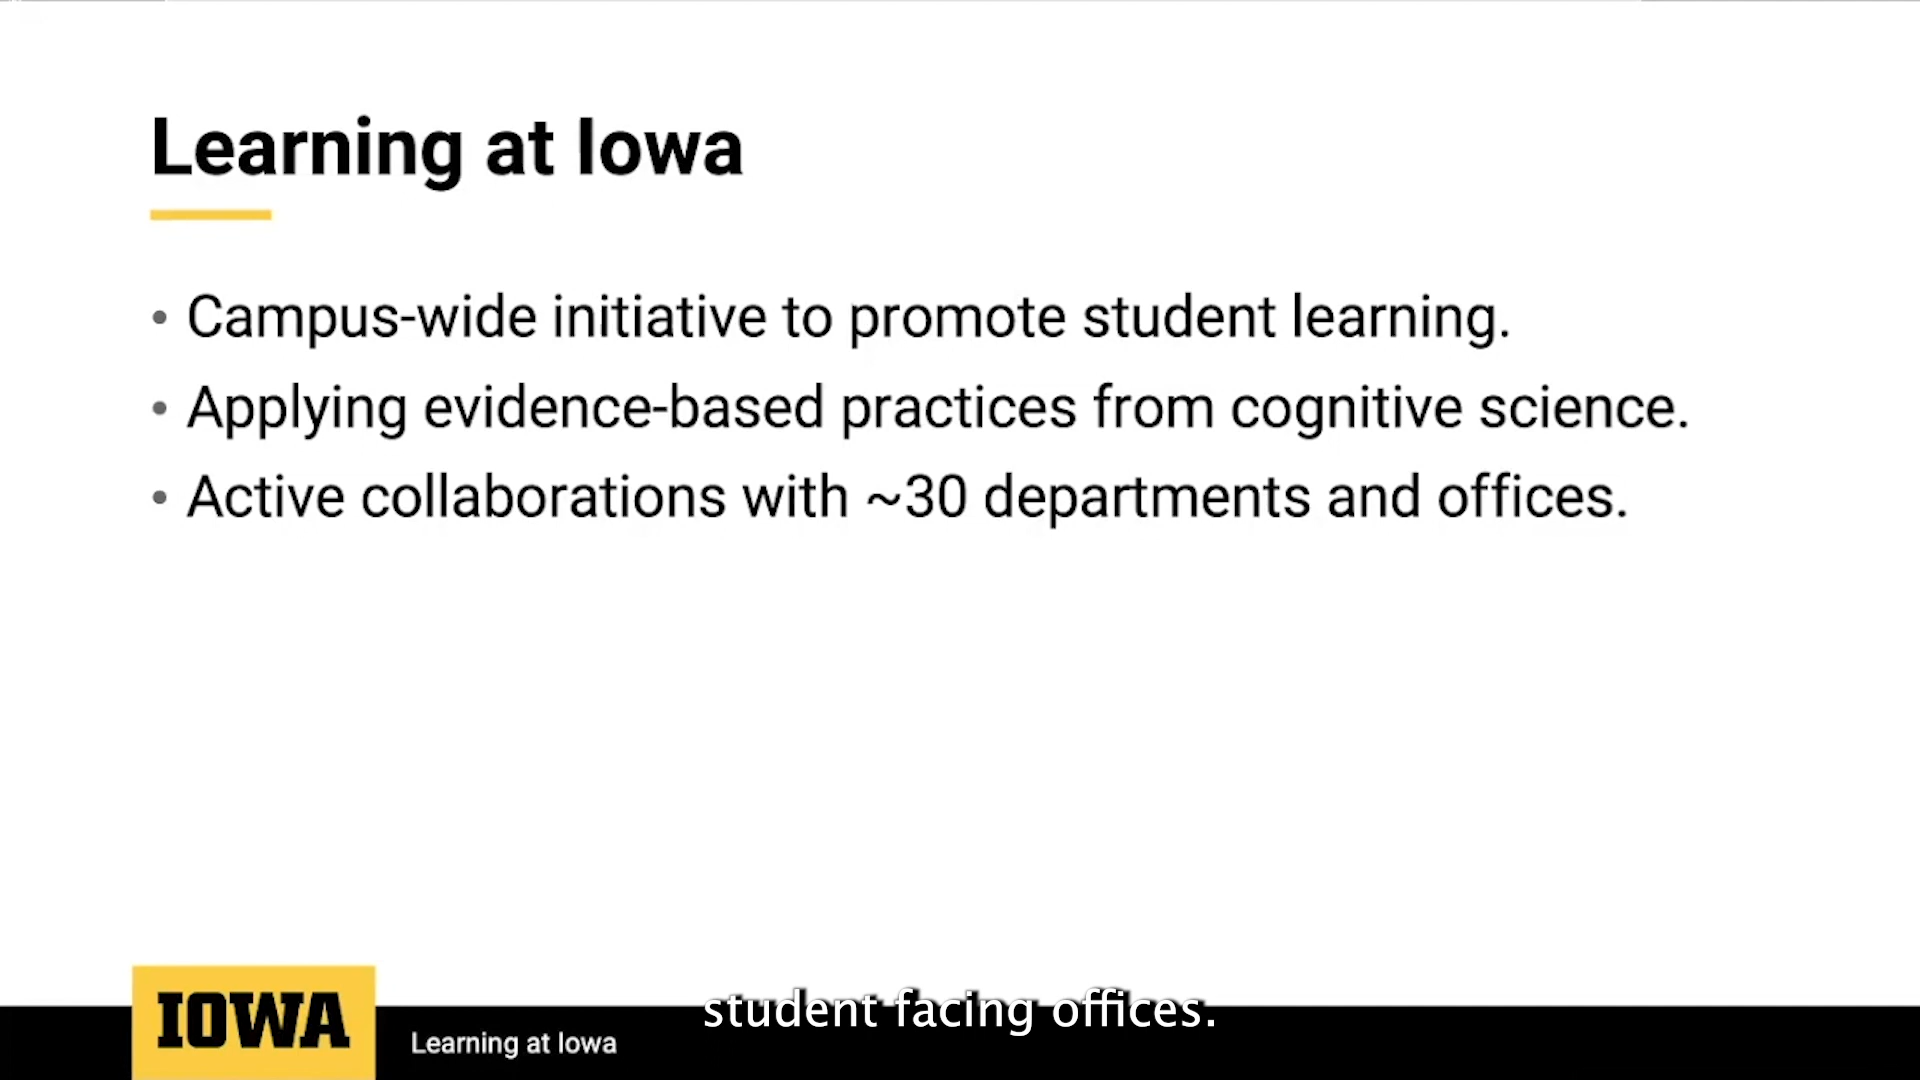 Learning at Iowa
• Campus-wide initiative to promote student learning.
• Applying evidence-based practices from cognitive science.
• Active collaborations with ~30 departments and offices.
student facing offices.
IOWA
Learning at Iowa